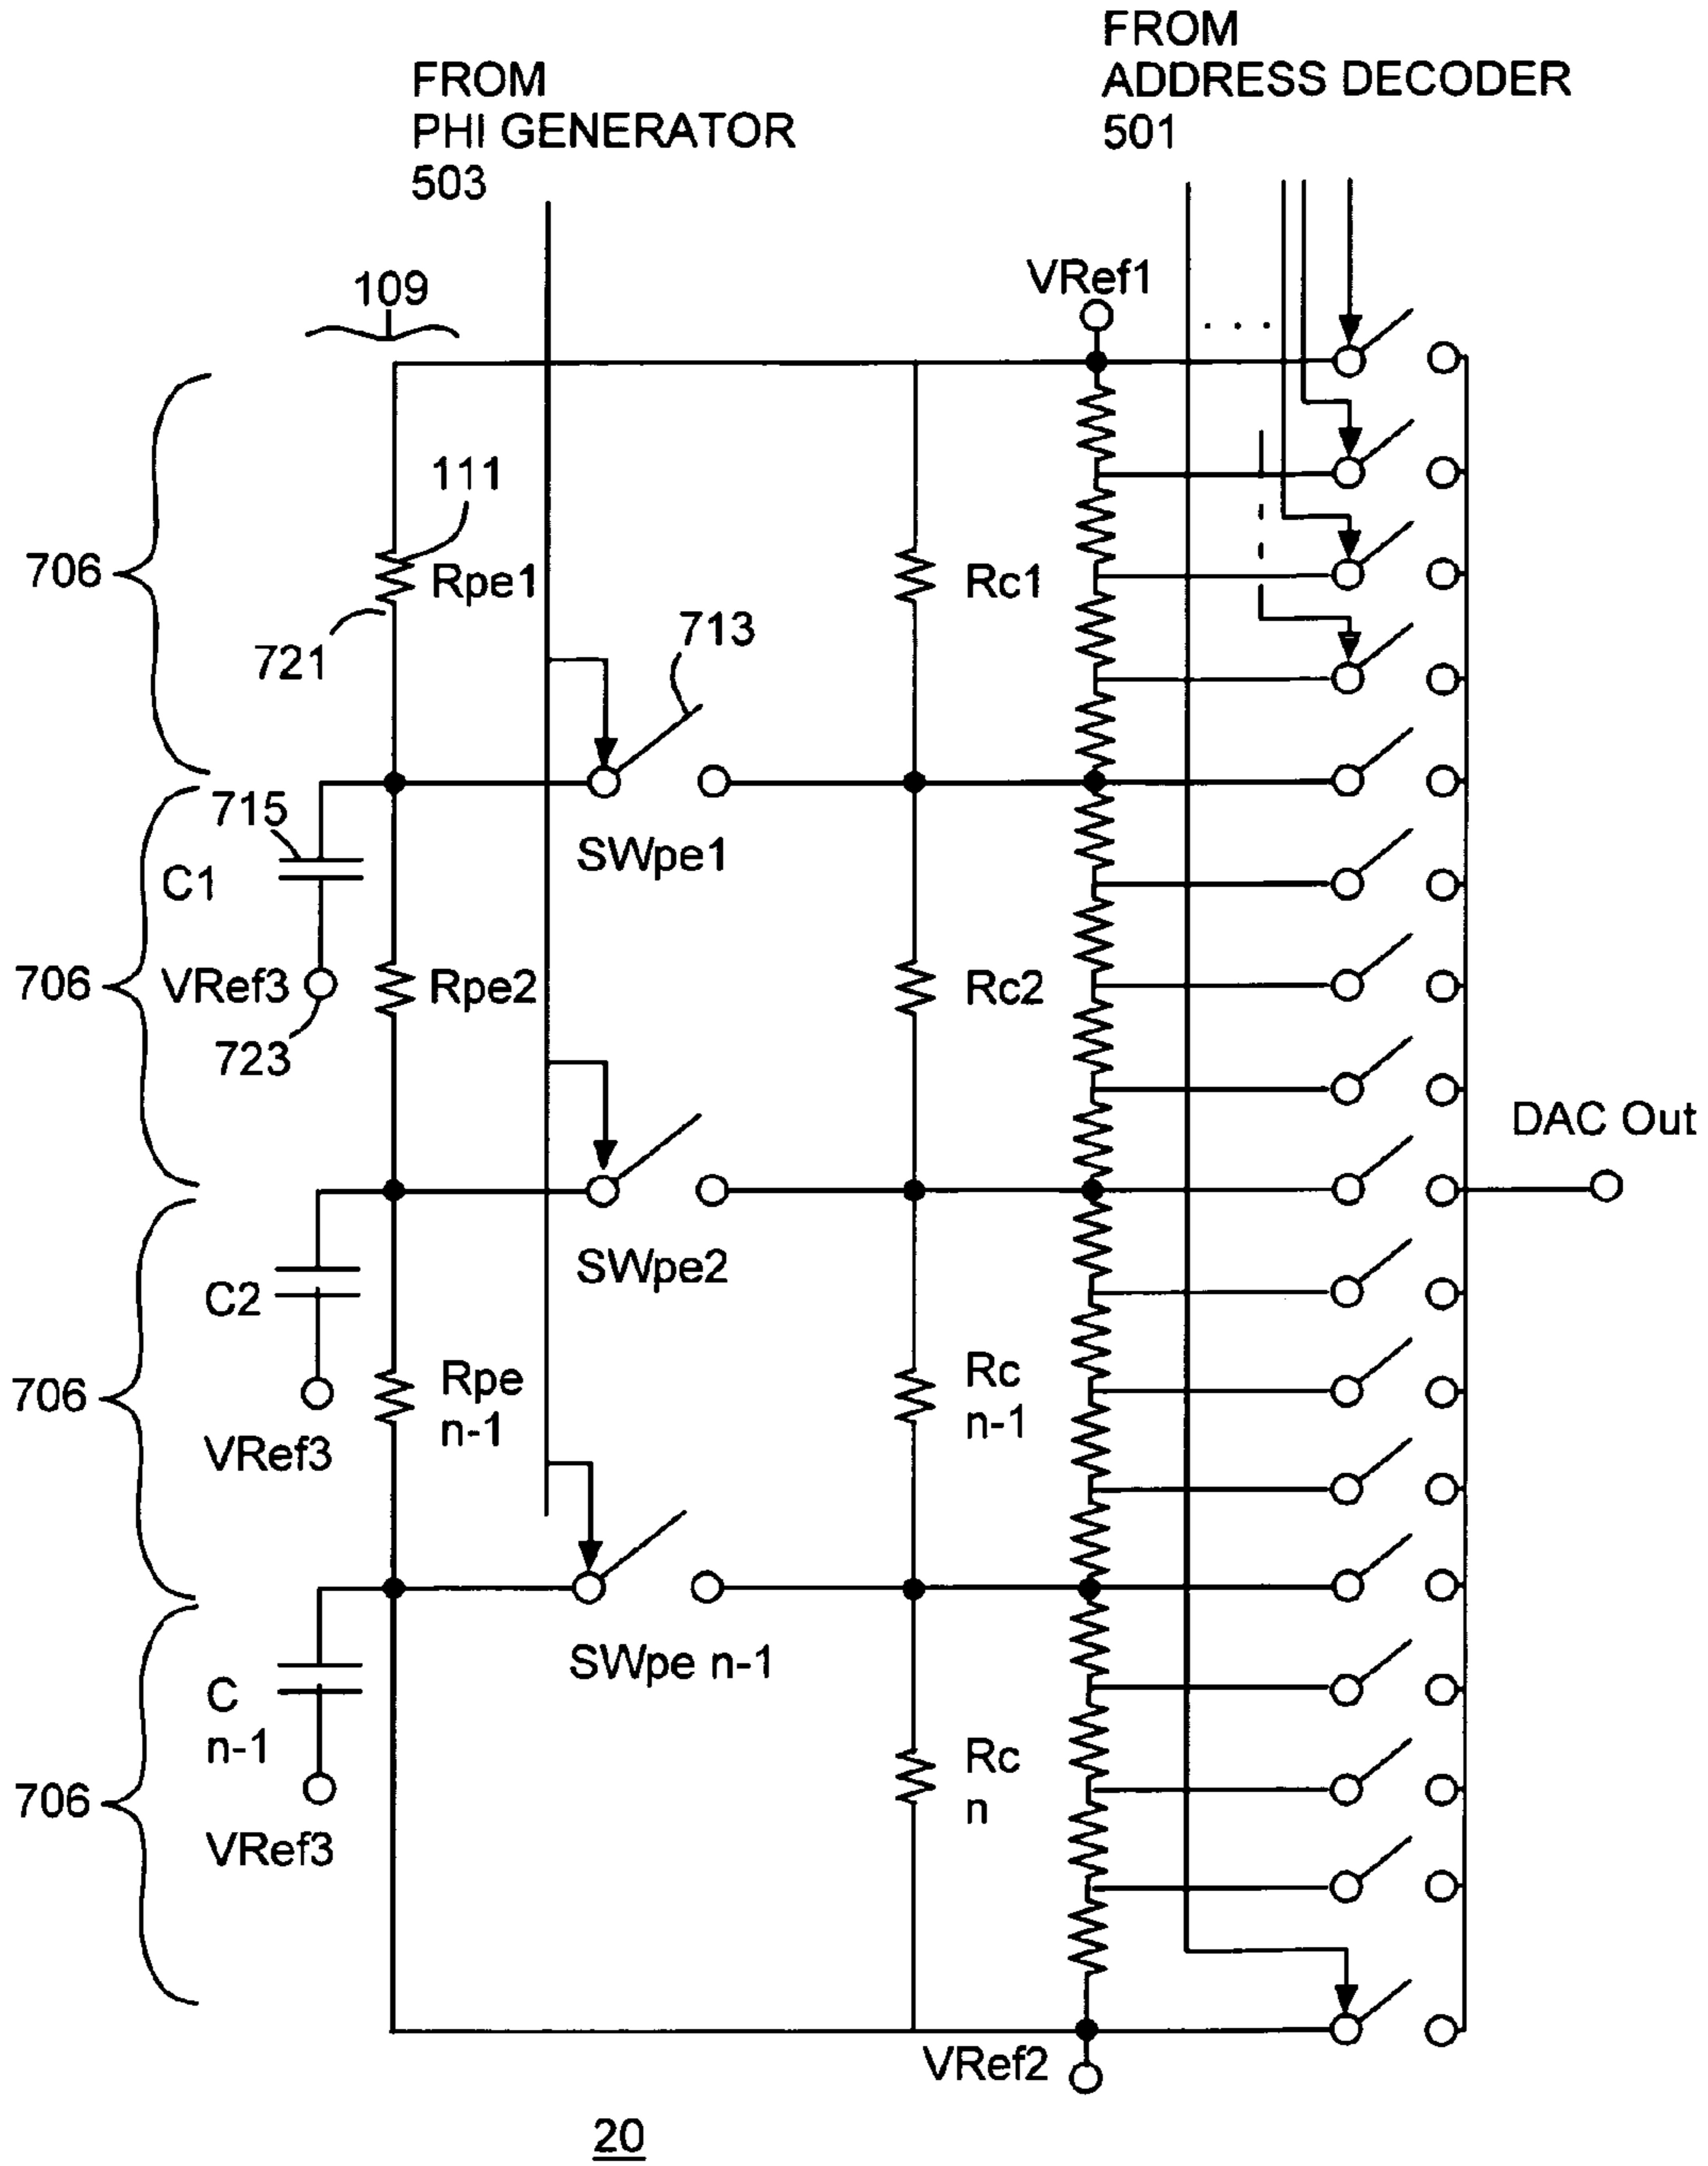 FROM
ADDRESS DECODER
501
FROM
PHI GENERATOR
503
VRef1
109
. . .
111
706
Rpe1
Rc1
713
721
715
SWpe1
C1
706
VRef3
Rpe2
Rc2
723
DAC Out
SWpe2
C2
706
Rpe
n-1
Rc
n-1
VRef3
SWpe n-1
C
n-1
Rc
n
706
VRef3
VRef2
20